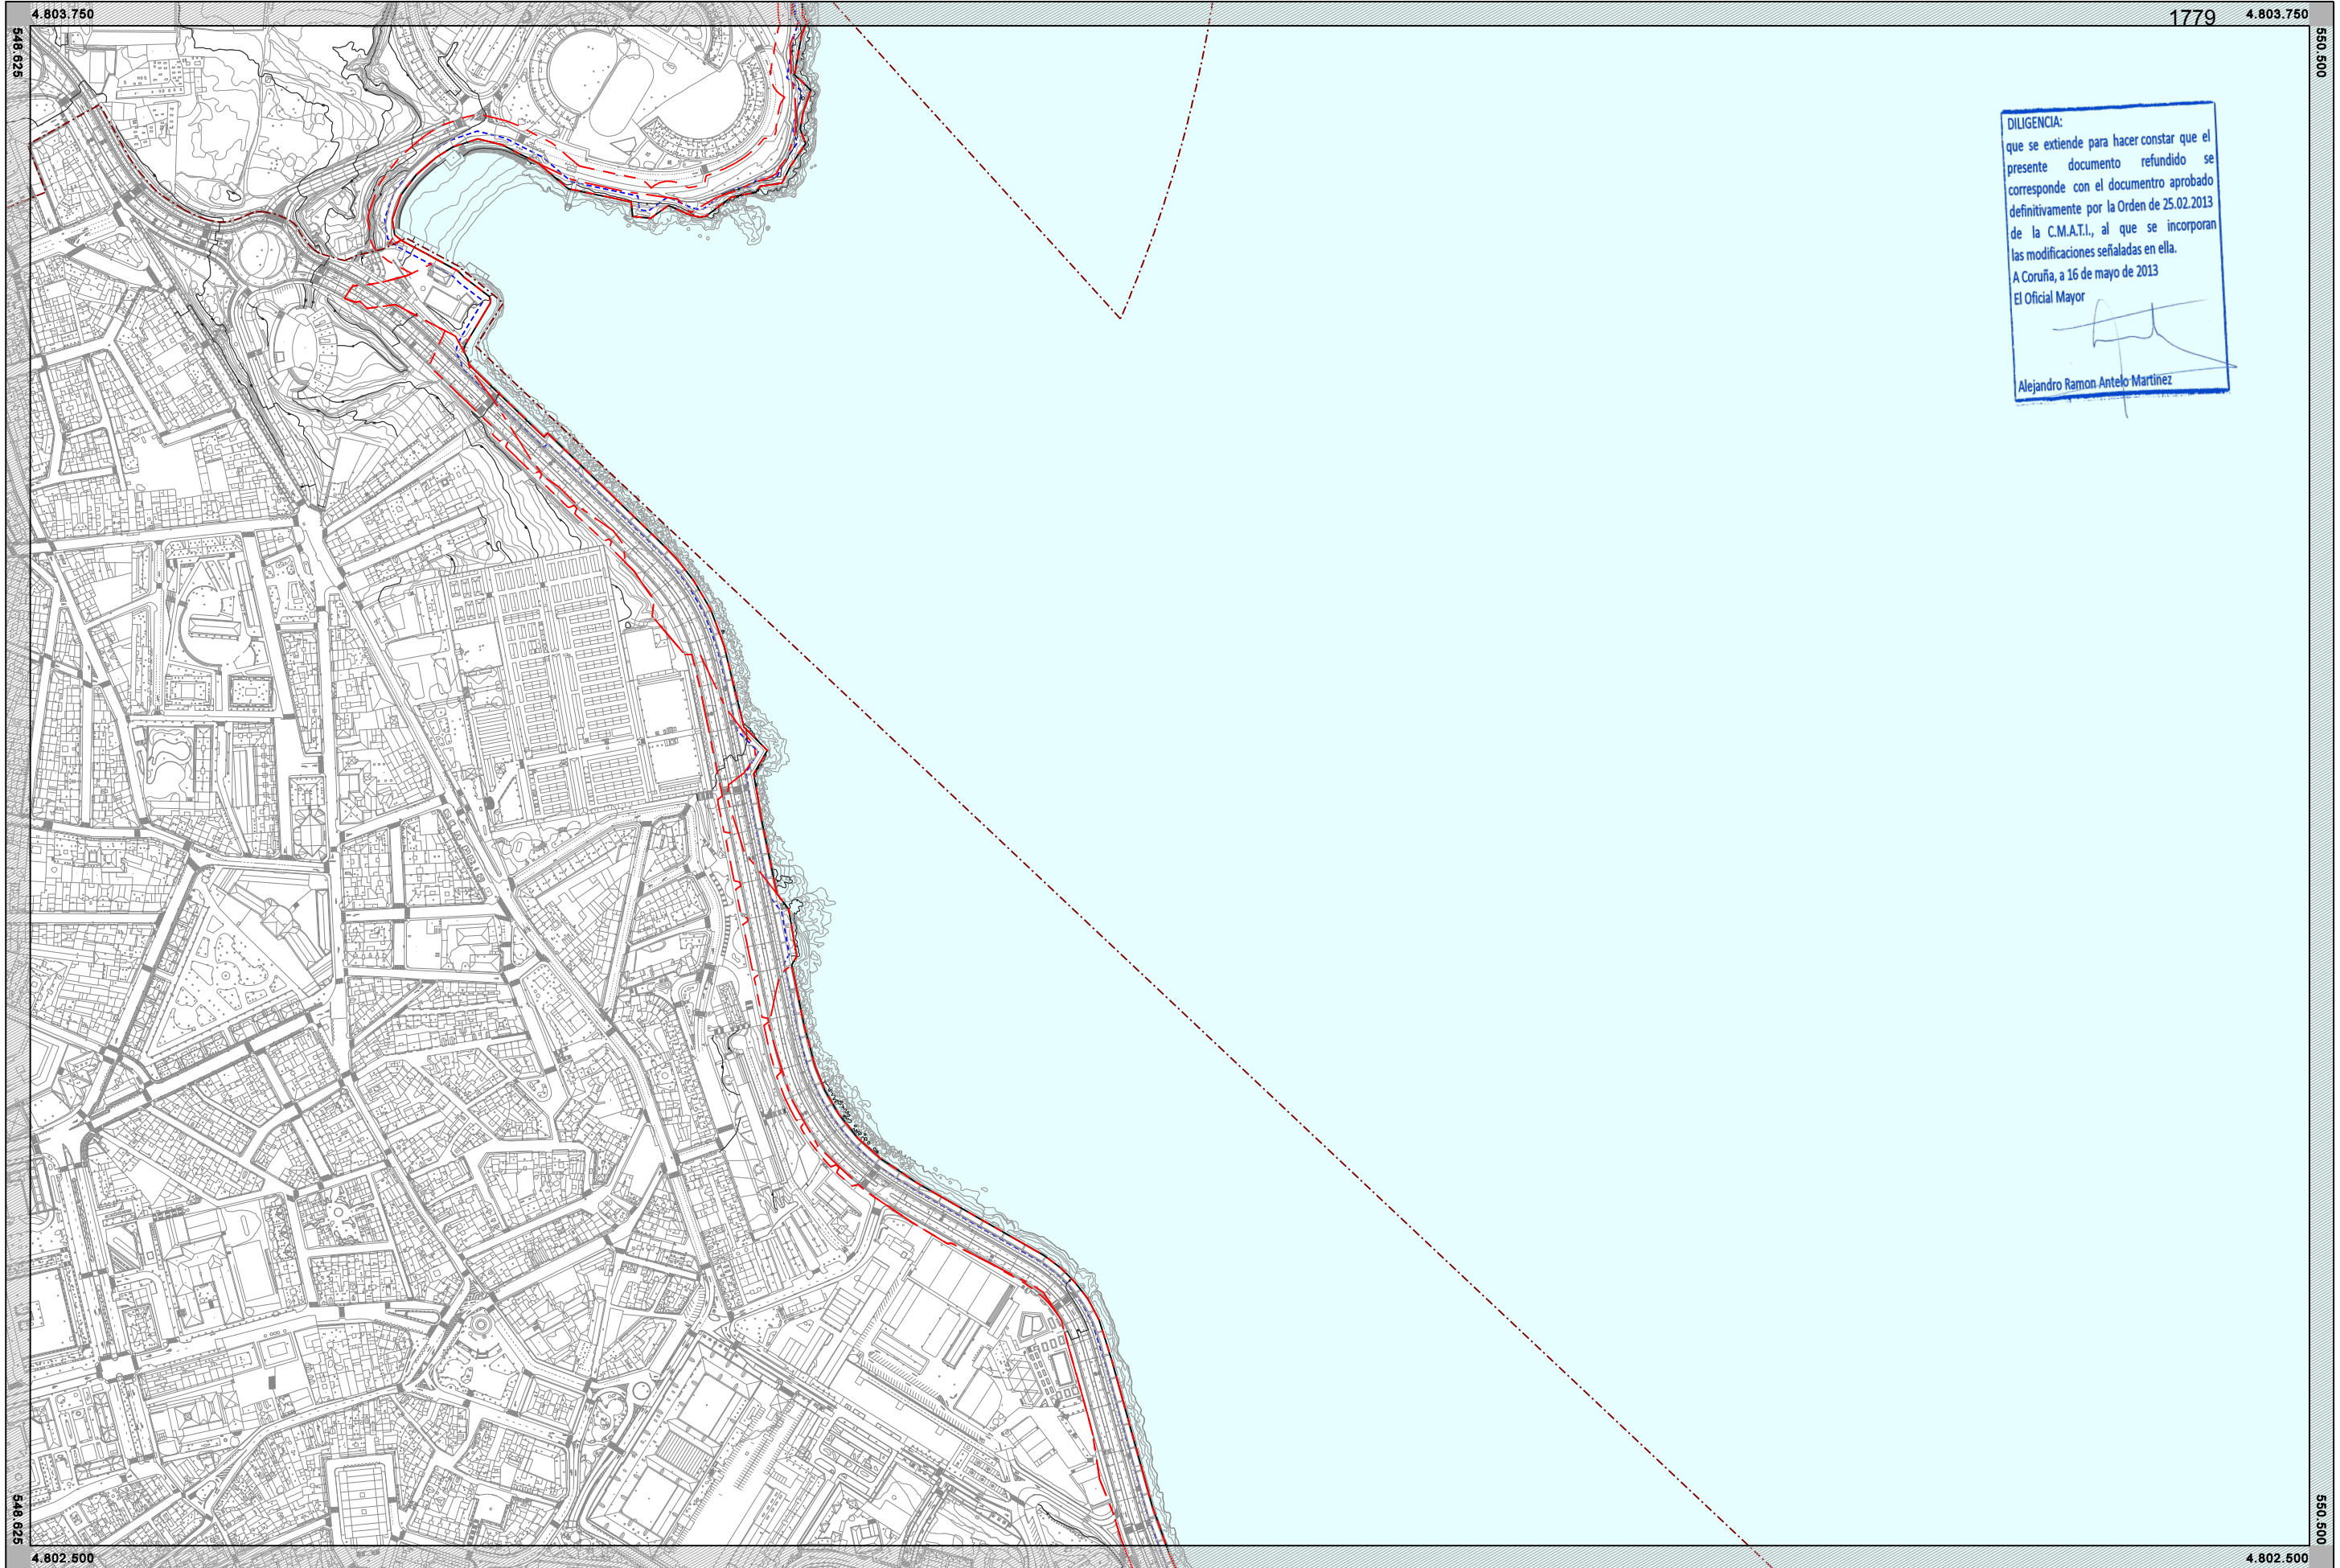 4.803.750
1779
4.803.750
548.625
550.500
DILIGENCIA:
que se extiende para hacer constar que el
presente documento refundido se
corresponde con el documentro aprobado
definitivamente por la Orden de 25.02.2013
de la C.M.A.T.I., al que se incorporan
las modificaciones señaladas en ella.
A Coruña, a 16 de mayo de 2013
El Oficial Mayor
Alejandro Ramon Antelo Martinez
548.625
550.500
4.802.500
4.802.500